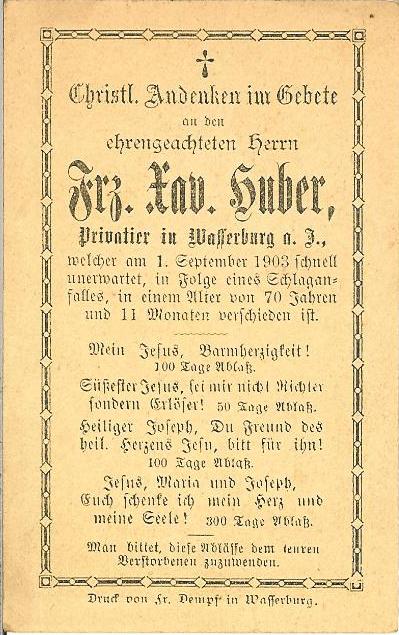 Christl. Andenken im Gebete
an den
ehrengeachteten Herrn
Frz. Xav. Huber,
Privatier in Wasserburg a. I.,
welcher am 1. September 1903 schnell
unerwartet, in Folge eines Schlagan-
falles, in einem Alter von 70 Jahren
und 11 Monaten verschieden ist.
Mein Jesus, Barmherzigkeit!
100 Tage Ablaß.
Süßester Jesus, sei mir nicht Richter
sondern Erlöser! 50 Tage Ablaß.
Heiliger Joseph, Du Freund des
heil. Herzens Jesu, bitt für ihn!
100 Tage Ablaß.
Jesus, Maria und Joseph,
Euch schenke ich mein Herz und
meine Seele! 300 Tage Ablaß.
Man bittet, diese Ablässe dem teuren
Verstorbenen zuzuwenden.
Druck von Fr. Dempf in Wasserburg.